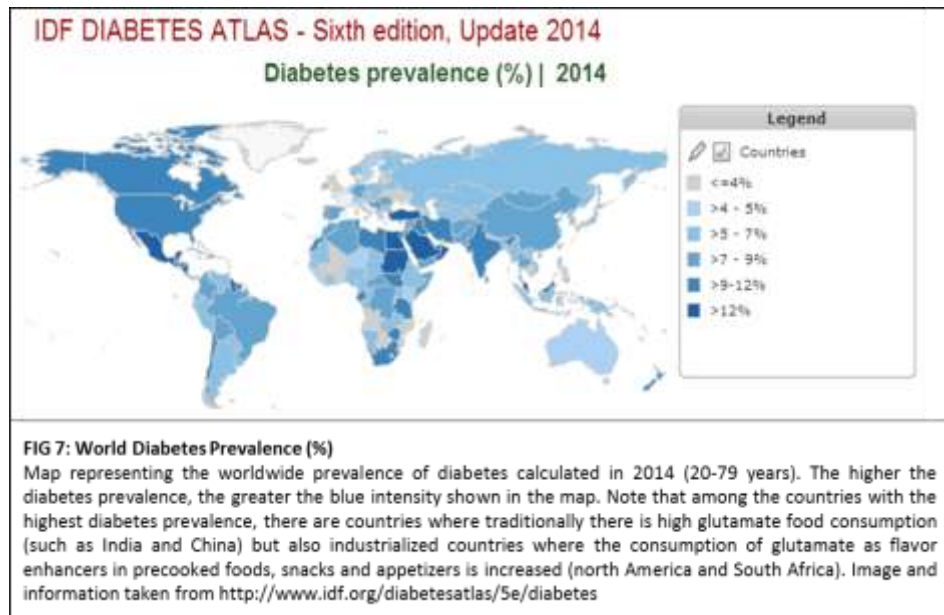 IDF DIABETES ATLAS - Sixth edition, Update 2014
Diabetes prevalence (%) | 2014
Legend
Countries
<=4%
>4 - 5%
>5 - 7%
>7 - 9%
>9-12%
>12%
FIG 7: World Diabetes Prevalence (%)
Map representing the worldwide prevalence of diabetes calculated in 2014 (20-79 years). The higher the
diabetes prevalence, the greater the blue intensity shown in the map. Note that among the countries with the
highest diabetes prevalence, there are countries where traditionally there is high glutamate food consumption
(such as India and China) but also industrialized countries where the consumption of glutamate as flavor
enhancers in precooked foods, snacks and appetizers is increased (north America and South Africa). Image and
information taken from http://www.idf.org/diabetesatlas/5e/diabetes